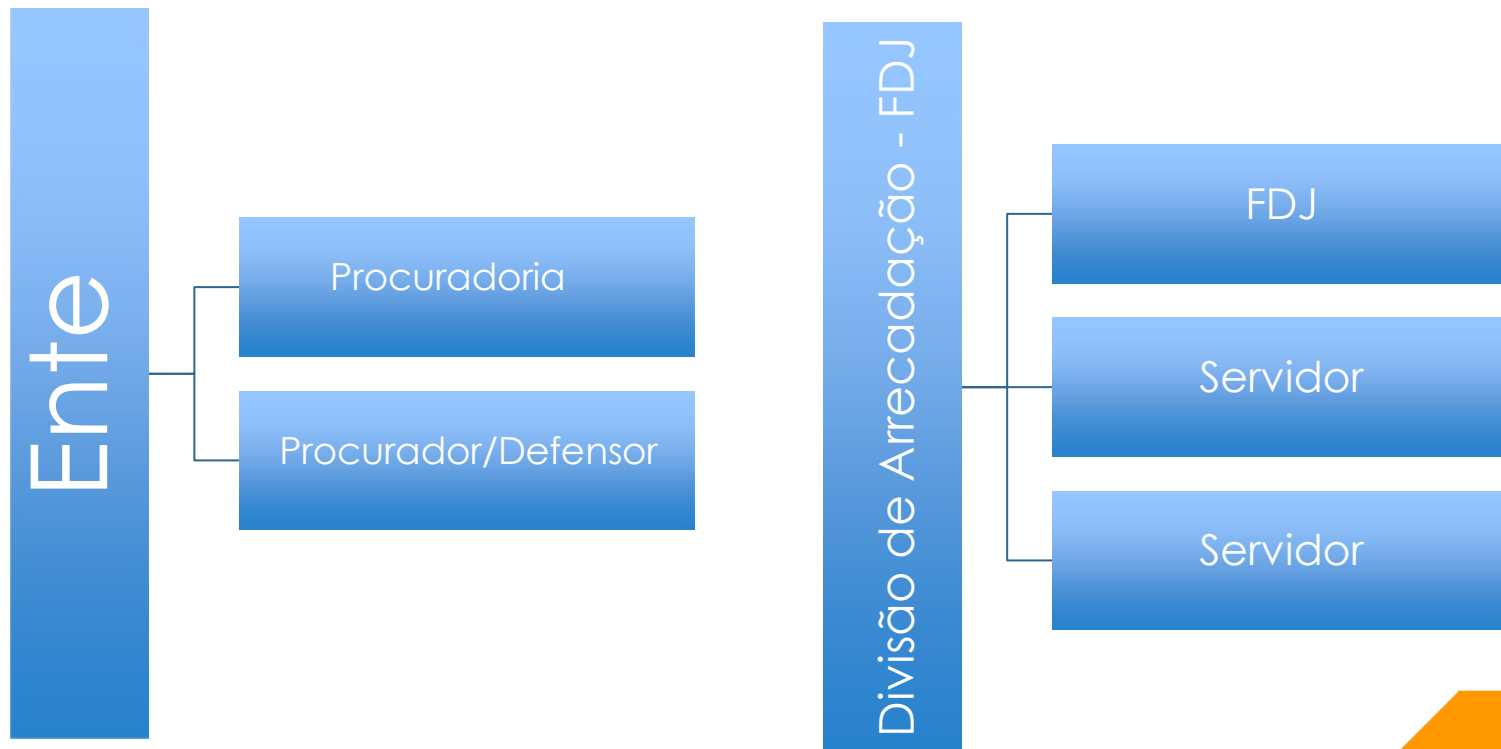 Ente
Procuradoria
Procurador/Defensor
Divisão de Arrecadação - FDJ
FDJ
Servidor
Servidor